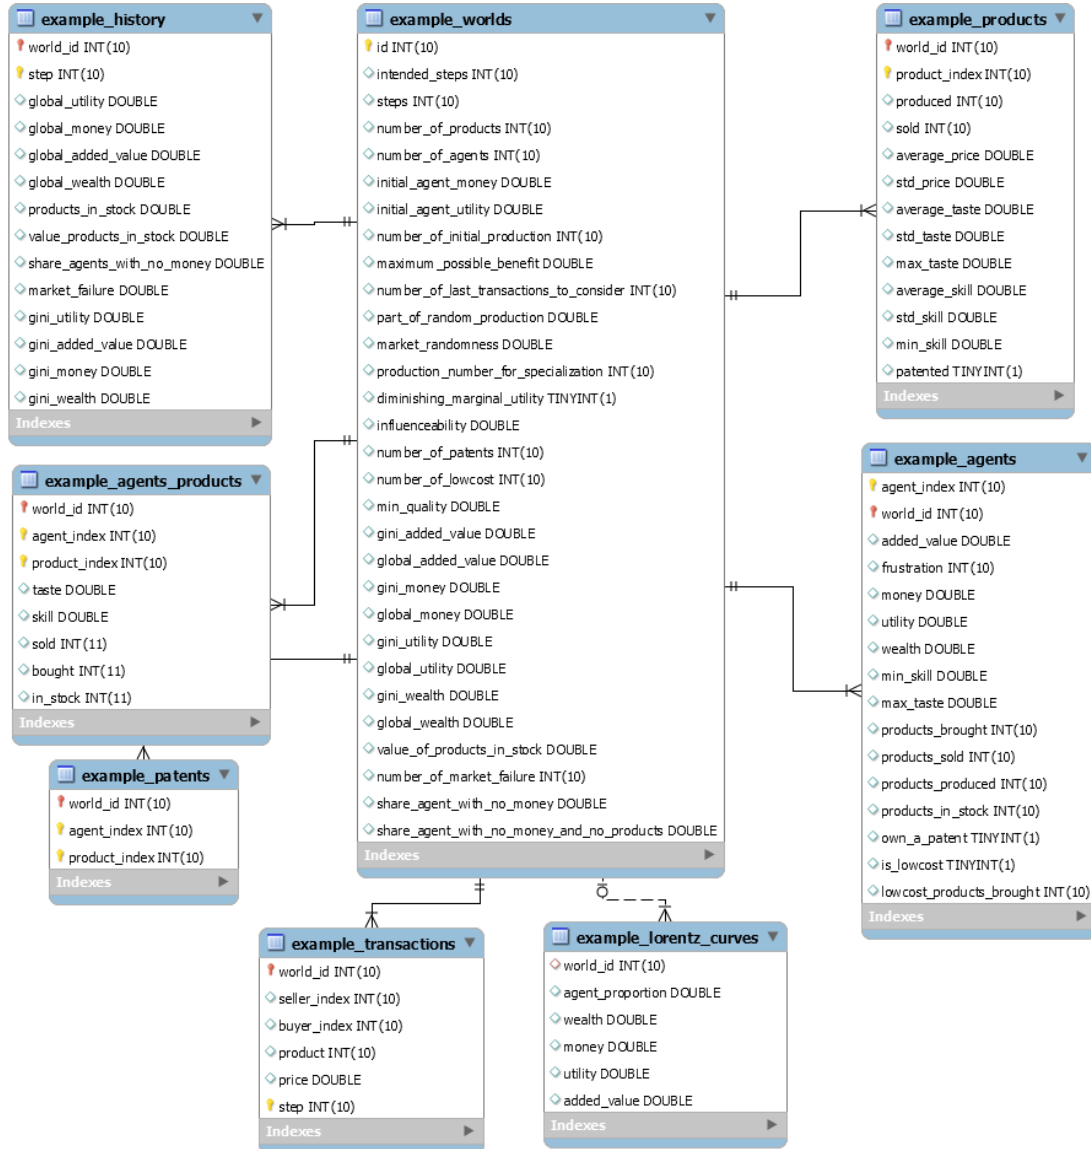 example_history
world_id INT(10)
step INT(10)
global_utility DOUBLE
global_money DOUBLE
global_added_value DOUBLE
global_wealth DOUBLE
products_in_stock DOUBLE
value_products_in_stock DOUBLE
share_agents_with_no_money DOUBLE
market_failure DOUBLE
gini_utility DOUBLE
gini_added_value DOUBLE
gini_money DOUBLE
gini_wealth DOUBLE
Indexes
example_agents_products
world_id INT(10)
agent_index INT(10)
product_index INT(10)
taste DOUBLE
skill DOUBLE
sold INT(11)
bought INT(11)
in_stock INT(11)
Indexes
example_patents
world_id INT(10)
agent_index INT(10)
product_index INT(10)
Indexes
example_worlds
id INT(10)
intended_steps INT(10)
steps INT(10)
number_of_products INT(10)
number_of_agents INT(10)
initial_agent_money DOUBLE
initial_agent_utility DOUBLE
number_of_initial_production INT(10)
maximum_possible_benefit DOUBLE
number_of_last_transactions_to_consider INT(10)
part_of_random_production DOUBLE
market_randomness DOUBLE
production_number_for_specialization INT(10)
diminishing_marginal_utility TINYINT(1)
influenceability DOUBLE
number_of_patents INT(10)
number_of_lowcost INT(10)
min_quality DOUBLE
gini_added_value DOUBLE
global_added_value DOUBLE
gini_money DOUBLE
global_money DOUBLE
gini_utility DOUBLE
global_utility DOUBLE
gini_wealth DOUBLE
global_wealth DOUBLE
value_of_products_in_stock DOUBLE
number_of_market_failure INT(10)
share_agent_with_no_money DOUBLE
share_agent_with_no_money_and_no_products DOUBLE
Indexes
example_transactions
world_id INT(10)
seller_index INT(10)
buyer_index INT(10)
product INT(10)
price DOUBLE
step INT(10)
Indexes
example_lorentz_curves
world_id INT(10)
agent_proportion DOUBLE
wealth DOUBLE
money DOUBLE
utility DOUBLE
added_value DOUBLE
Indexes
example_products
world_id INT(10)
product_index INT(10)
produced INT(10)
sold INT(10)
average_price DOUBLE
std_price DOUBLE
average_taste DOUBLE
std_taste DOUBLE
max_taste DOUBLE
average_skill DOUBLE
std_skill DOUBLE
min_skill DOUBLE
patented TINYINT(1)
Indexes
example_agents
agent_index INT(10)
world_id INT(10)
added_value DOUBLE
frustration INT(10)
money DOUBLE
utility DOUBLE
wealth DOUBLE
min_skill DOUBLE
max_taste DOUBLE
products_brought INT(10)
products_sold INT(10)
products_produced INT(10)
products_in_stock INT(10)
own_a_patent TINYINT(1)
is_lowcost TINYINT(1)
lowcost_products_brought INT(10)
Indexes